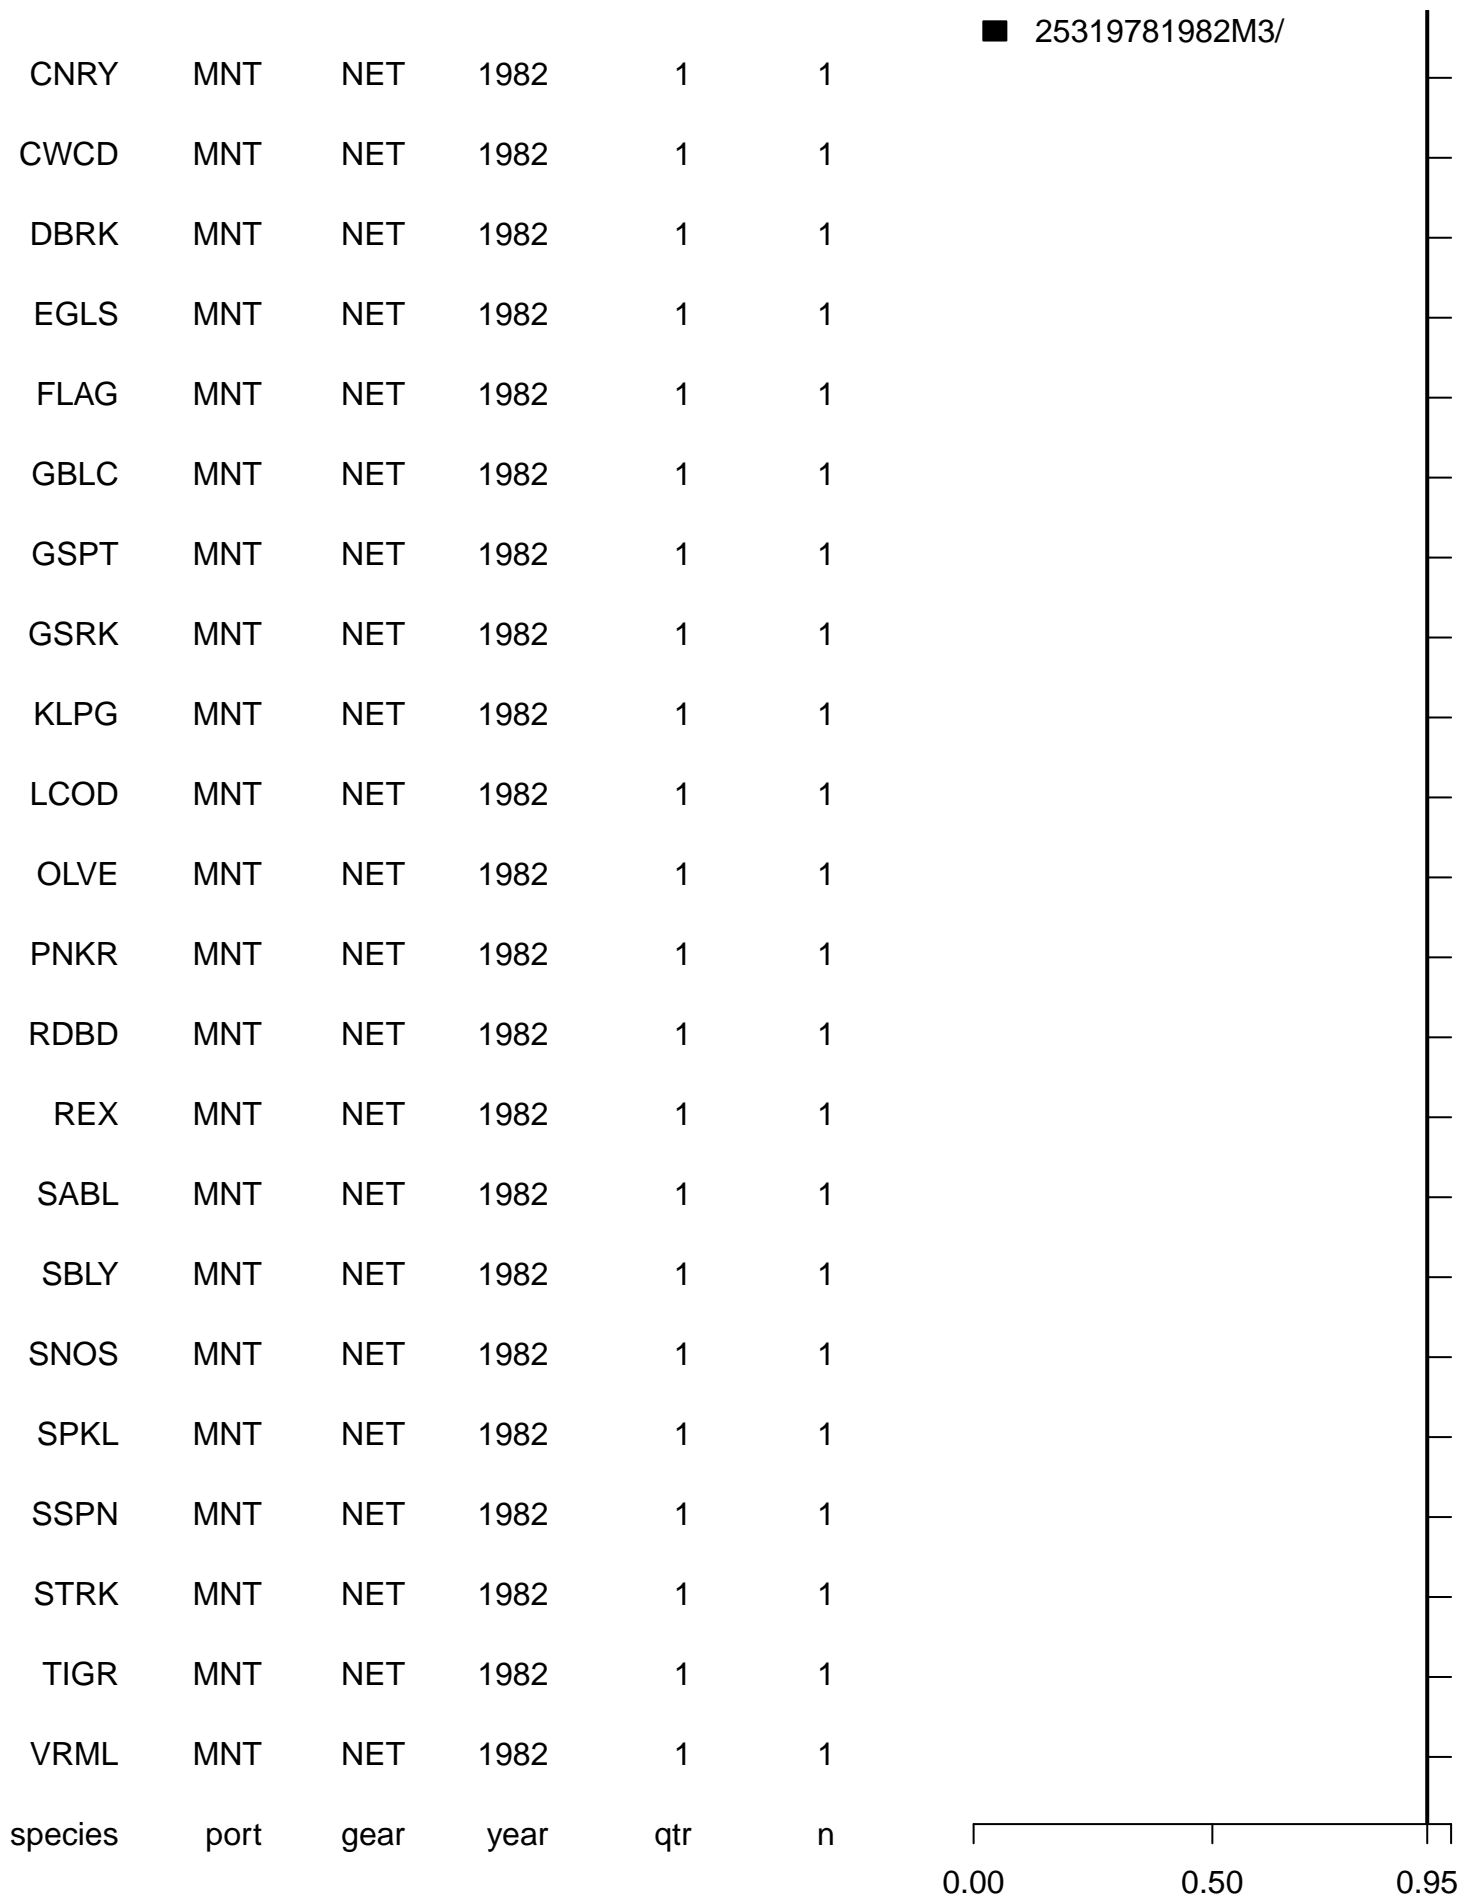 25319781982M3/
CNRY MNT NET 1982 1 1
CWCD MNT NET 1982 1 1
DBRK MNT NET 1982 1 1
EGLS MNT NET 1982 1 1
FLAG MNT NET 1982 1 1
GBLC MNT NET 1982 1 1
GSPT MNT NET 1982 1 1
GSRK MNT NET 1982 1 1
KLPG MNT NET 1982 1 1
LCOD MNT NET 1982 1 1
OLVE MNT NET 1982 1 1
PNKR MNT NET 1982 1 1
RDBD MNT NET 1982 1 1
REX MNT NET 1982 1 1
SABL MNT NET 1982 1 1
SBLY MNT NET 1982 1 1
SNOS MNT NET 1982 1 1
SPKL MNT NET 1982 1 1
SSPN MNT NET 1982 1 1
STRK MNT NET 1982 1 1
TIGR MNT NET 1982 1 1
VRML MNT NET 1982 1 1
species port gear year qtr n
0.00 0.50 0.95